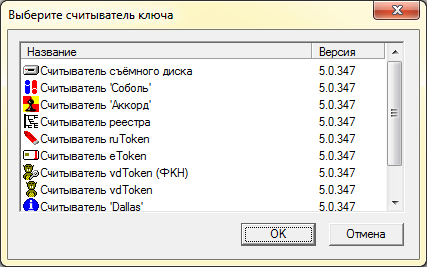 Выберите считыватель ключа
Название Версия
Считыватель съёмного диска 5.0.347
Считыватель 'Соболь' 5.0.347
Считыватель 'Аккорд' 5.0.347
Считыватель реестра 5.0.347
Считыватель ruToken 5.0.347
Считыватель eToken 5.0.347
Считыватель vdToken (ФКН) 5.0.347
Считыватель vdToken 5.0.347
Считыватель 'Dallas' 5.0.347
OK Отмена